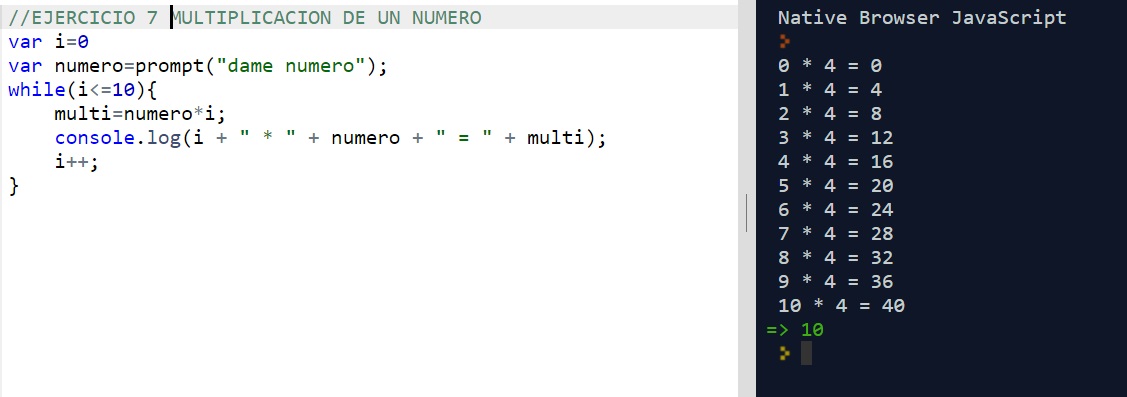 //EJERCICIO 7 MULTIPLICACION DE UN NUMERO
var i=0
var numero=prompt("dame numero");
while(i<=10){
    multi=numero*i;
    console.log(i + " * " + numero + " = " + multi);
    i++;
}
Native Browser JavaScript
0 * 4 = 0
1 * 4 = 4
2 * 4 = 8
3 * 4 = 12
4 * 4 = 16
5 * 4 = 20
6 * 4 = 24
7 * 4 = 28
8 * 4 = 32
9 * 4 = 36
10 * 4 = 40
=> 10